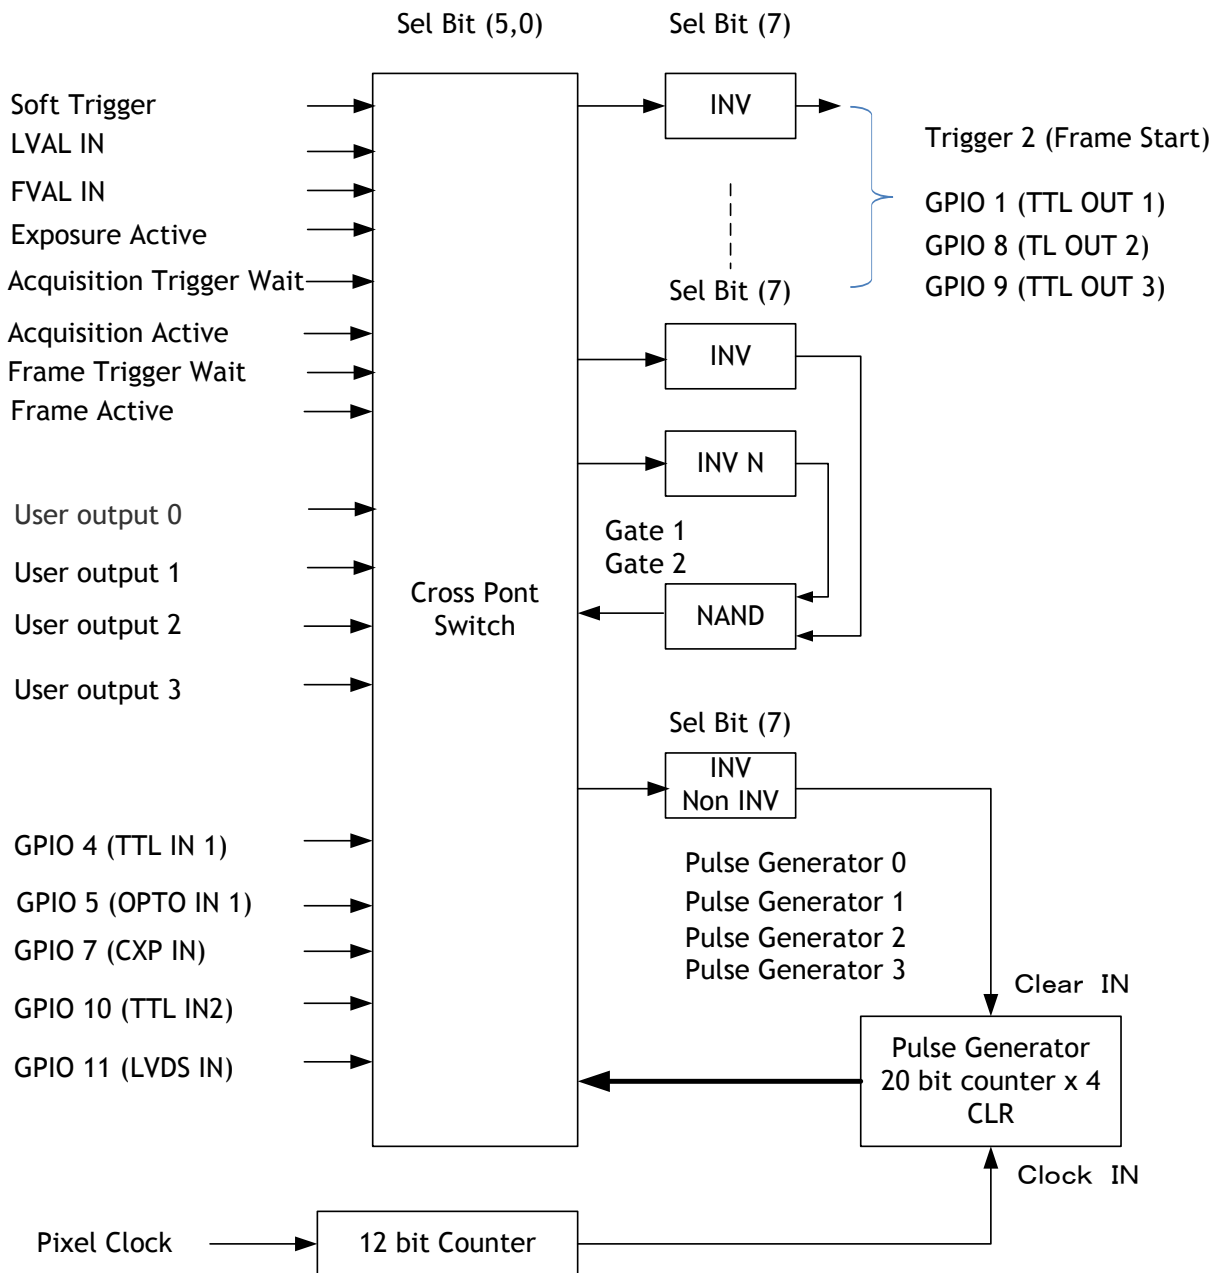 Sel Bit (5,0)
Sel Bit (7)
Soft Trigger
LVAL IN
FVAL IN
Exposure Active
Acquisition Trigger Wait
Acquisition Active
Frame Trigger Wait
Frame Active
User output 0
User output 1
User output 2
User output 3
GPIO 4 (TTL IN 1)
GPIO 5 (OPTO IN 1)
GPIO 7 (CXP IN)
GPIO 10 (TTL IN2)
GPIO 11 (LVDS IN)
Cross Pont
Switch
INV
Trigger 2 (Frame Start)
GPIO 1 (TTL OUT 1)
GPIO 8 (TL OUT 2)
GPIO 9 (TTL OUT 3)
Sel Bit (7)
INV
INV N
Gate 1
Gate 2
NAND
Sel Bit (7)
INV
Non INV
Pulse Generator 0
Pulse Generator 1
Pulse Generator 2
Pulse Generator 3
Clear IN
Pulse Generator
20 bit counter x 4
CLR
Clock IN
Pixel Clock
12 bit Counter